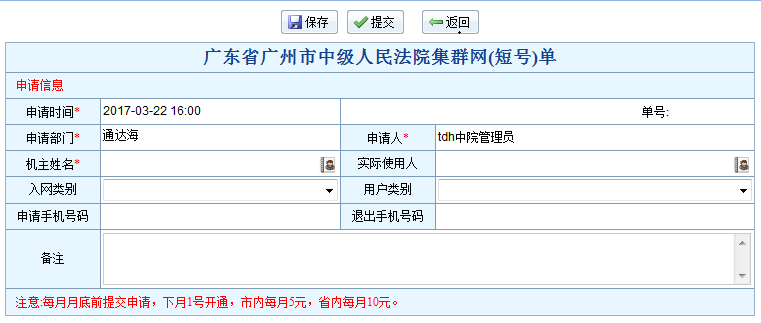 保存 提交 返回
广东省广州市中级人民法院集群网(短号)单
申请信息
申请时间* 2017-03-22 16:00 单号:
申请部门* 通达海 申请人* tdh中院管理员
机主姓名* 实际使用人
入网类别 用户类别
申请手机号码 退出手机号码
备注
注意:每月月底前提交申请，下月1号开通，市内每月5元，省内每月10元。